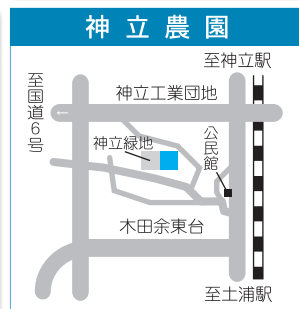 神立農園
至神立駅
至国道6号
←
神立工業団地
公民館
神立緑地
木田余東台
至土浦駅